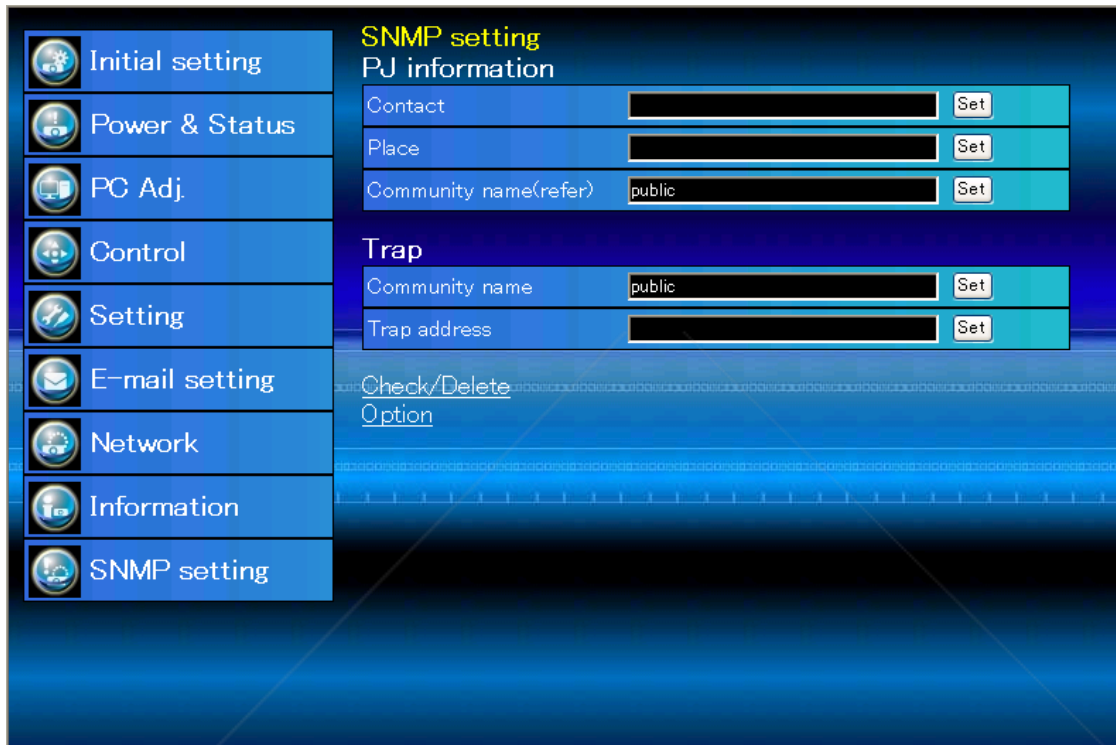 Initial setting
Power & Status
PC Adj.
Control
Setting
E-mail setting
Network
Information
SNMP setting
SNMP setting
PJ information
Contact Set
Place Set
Community name(refer) public Set
Trap
Community name public Set
Trap address Set
Check/Delete
Option